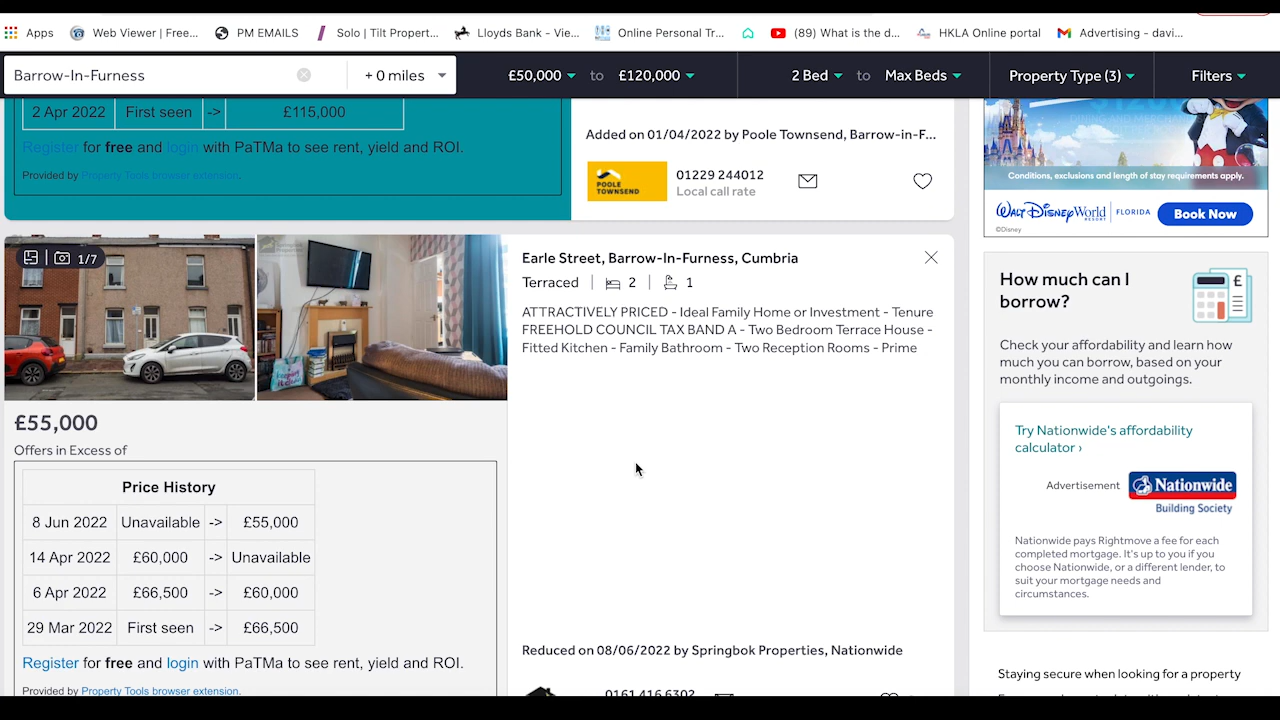 Apps
Web Viewer | Free...
PM EMAILS
Solo | Tilt Propert...
Lloyds Bank - Vie...
Online Personal Tr...
(89) What is the d...
HKLA Online portal
Advertising - davi...
Barrow-In-Furness
+ 0 miles
£50,000 to £120,000
2 Bed to Max Beds
Property Type (3)
Filters
2 Apr 2022 First seen -> £115,000
Register for free and login with PaTMa to see rent, yield and ROI.
Provided by Property Tools browser extension.
Added on 01/04/2022 by Poole Townsend, Barrow-in-F...
POOLE
TOWNSEND
01229 244012
Local call rate
1/7
Earle Street, Barrow-In-Furness, Cumbria
Terraced | 2 | 1
ATTRACTIVELY PRICED - Ideal Family Home or Investment - Tenure
FREEHOLD COUNCIL TAX BAND A - Two Bedroom Terrace House -
Fitted Kitchen - Family Bathroom - Two Reception Rooms - Prime
£55,000
Offers in Excess of
Price History
8 Jun 2022 Unavailable -> £55,000
14 Apr 2022 £60,000 -> Unavailable
6 Apr 2022 £66,500 -> £60,000
29 Mar 2022 First seen -> £66,500
Register for free and login with PaTMa to see rent, yield and ROI.
Provided by Property Tools browser extension.
Reduced on 08/06/2022 by Springbok Properties, Nationwide
0161 416 6302
Conditions, exclusions and length of stay requirements apply.
Walt Disney World
RESORT
FLORIDA
Book Now
©Disney
How much can I
borrow?
£
Check your affordability and learn how
much you can borrow, based on your
monthly income and outgoings.
Try Nationwide's affordability
calculator ›
Advertisement
Nationwide
Building Society
Nationwide pays Rightmove a fee for each
completed mortgage. It's up to you if you
choose Nationwide, or a different lender, to
suit your mortgage needs and
circumstances.
Staying secure when looking for a property